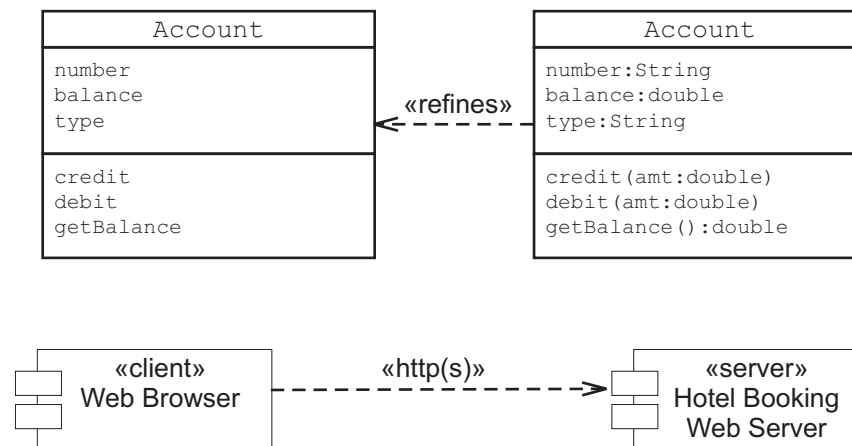 Account
number
balance
type
credit
debit
getBalance
«refines»
Account
number:String
balance:double
type:String
credit(amt:double)
debit(amt:double)
getBalance():double
«client»
Web Browser
«http(s)»
«server»
Hotel Booking
Web Server